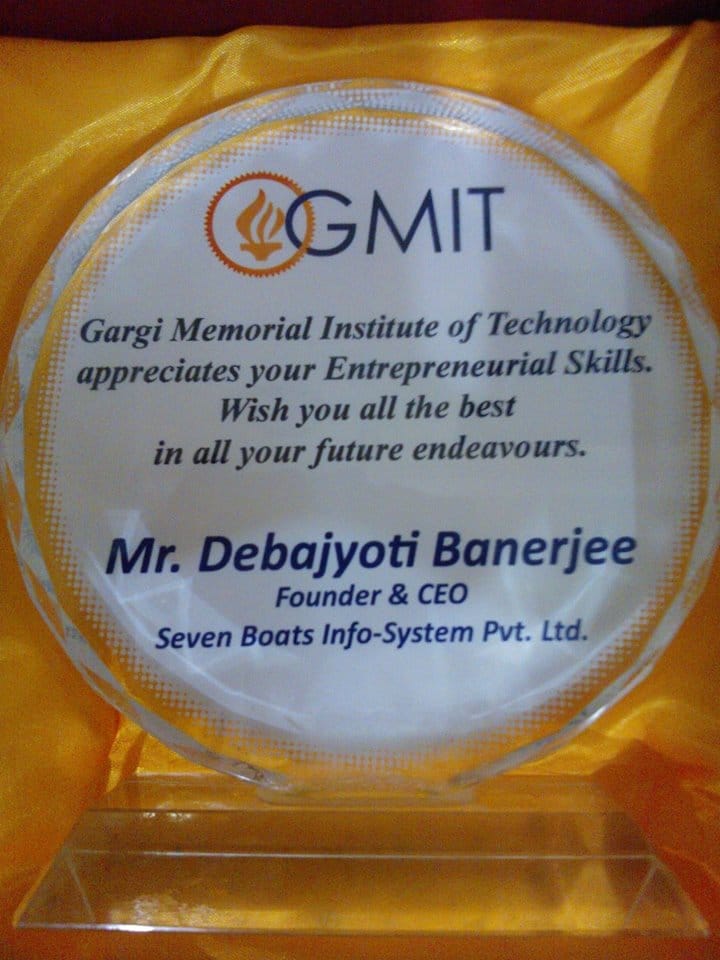 GMIT
Gargi Memorial Institute of Technology
appreciates your Entrepreneurial Skills.
Wish you all the best
in all your future endeavours.
Mr. Debajyoti Banerjee
Founder & CEO
Seven Boats Info-System Pvt. Ltd.